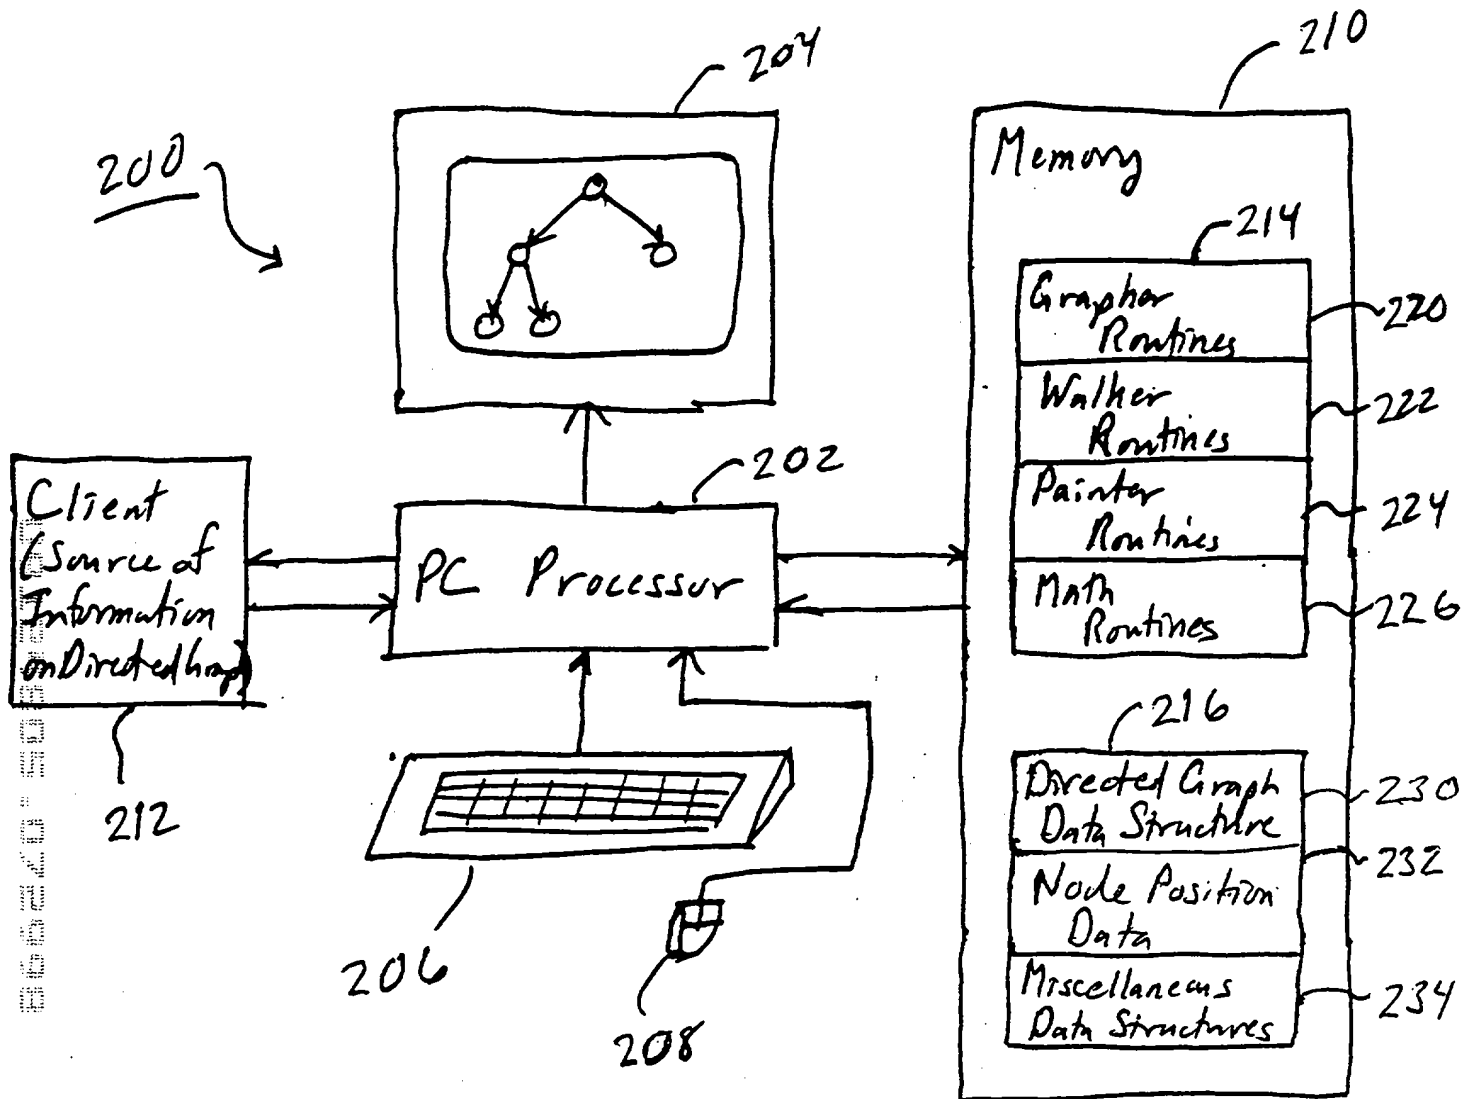 210
204
200
Memory
214
Grapher
Routines
220
Walker
Routines
222
Painter
Routines
224
Math
Routines
226
202
PC Processor
Client
(Source of
Information
on Directed Graph)
212
206
208
216
Directed Graph
Data Structure
230
232
Node Position
Data
Miscellaneous
Data Structures
234